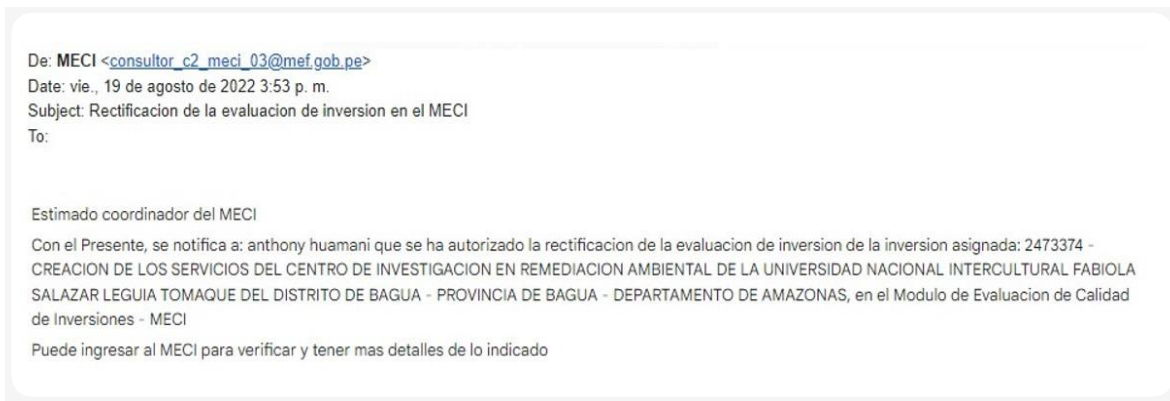 De: MECI <consultor_c2_meci_03@mef.gob.pe>
Date: vie., 19 de agosto de 2022 3:53 p. m.
Subject: Rectificacion de la evaluacion de inversion en el MECI
To:
Estimado coordinador del MECI
Con el Presente, se notifica a: anthony huamani que se ha autorizado la rectificacion de la evaluacion de inversion de la inversion asignada: 2473374 -
CREACION DE LOS SERVICIOS DEL CENTRO DE INVESTIGACION EN REMEDIACION AMBIENTAL DE LA UNIVERSIDAD NACIONAL INTERCULTURAL FABIOLA
SALAZAR LEGUIA TOMAQUE DEL DISTRITO DE BAGUA - PROVINCIA DE BAGUA - DEPARTAMENTO DE AMAZONAS, en el Modulo de Evaluacion de Calidad
de Inversiones - MECI
Puede ingresar al MECI para verificar y tener mas detalles de lo indicado